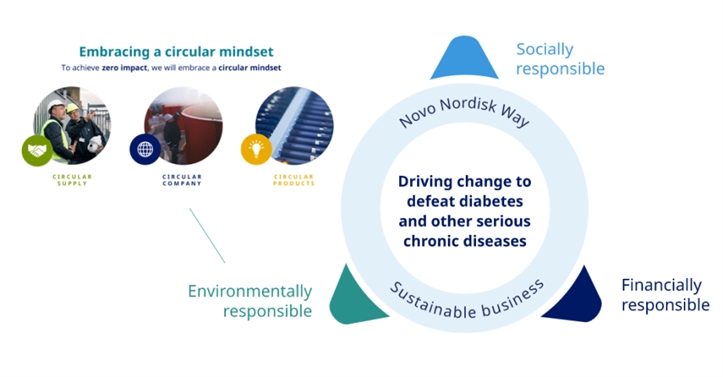 Embracing a circular mindset
To achieve zero impact, we will embrace a circular mindset
CIRCULAR
SUPPLY
CIRCULAR
COMPANY
CIRCULAR
PRODUCTS
Socially
responsible
Novo Nordisk Way
Driving change to
defeat diabetes
and other serious
chronic diseases
Sustainable business
Environmentally
responsible
Financially
responsible